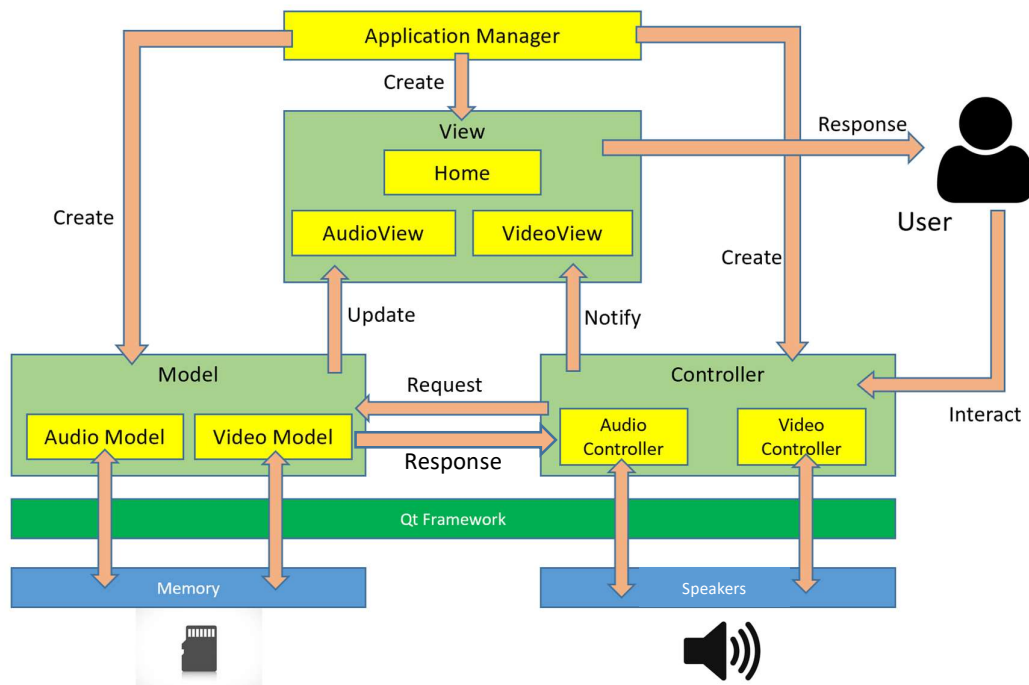 Application Manager
Create
View
Response
Home
User
Create
AudioView
VideoView
Create
Update
Notify
Model
Controller
Request
Interact
Audio Model
Video Model
Audio
Controller
Video
Controller
Response
Qt Framework
Memory
Speakers